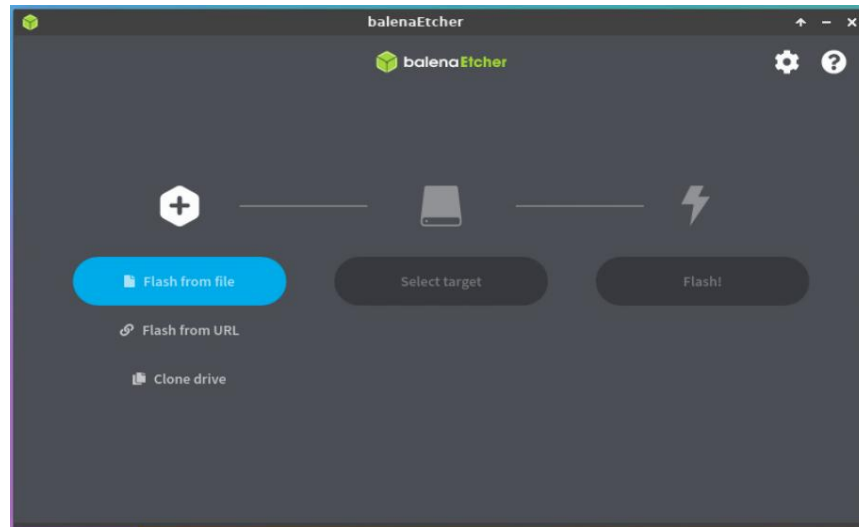 balenaEtcher
balenaEtcher
Flash from file
Select target
Flash!
Flash from URL
Clone drive